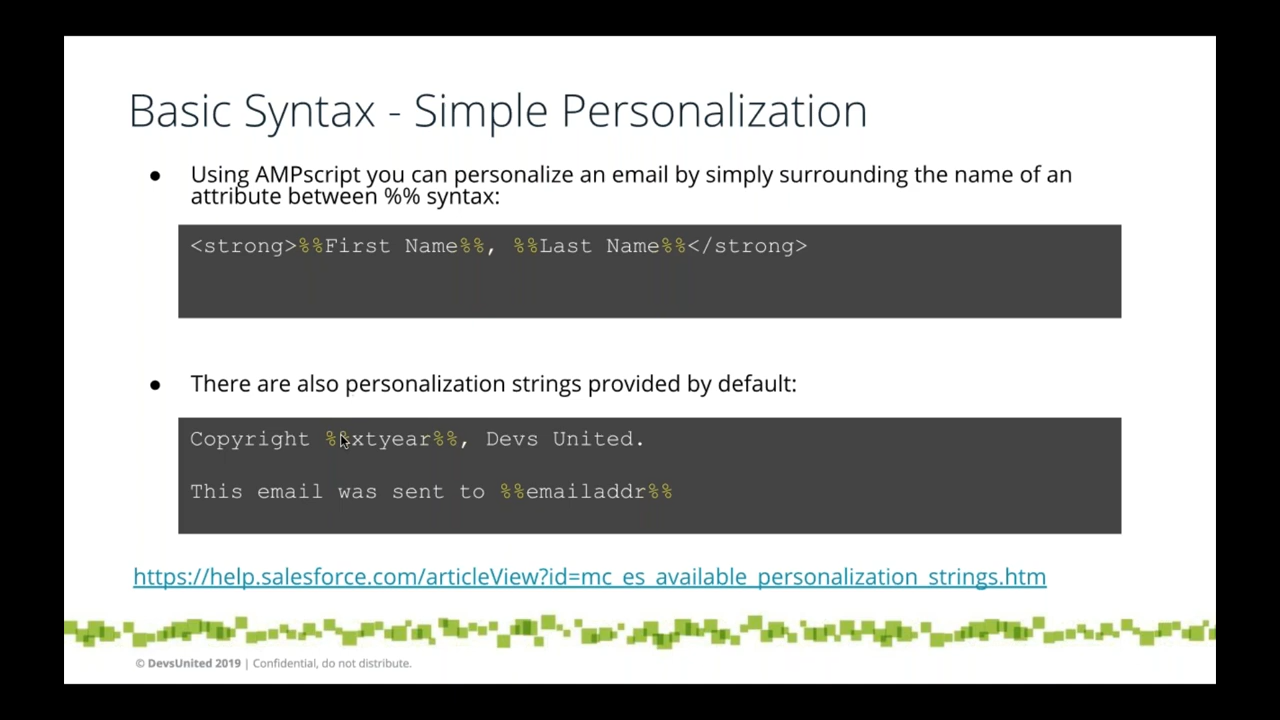 Basic Syntax - Simple Personalization
● Using AMPscript you can personalize an email by simply surrounding the name of an
attribute between %% syntax:
<strong>%%First Name%%, %%Last Name%%</strong>
● There are also personalization strings provided by default:
Copyright %%xtyear%%, Devs United.
This email was sent to %%emailaddr%%
https://help.salesforce.com/articleView?id=mc_es_available_personalization_strings.htm
© DevsUnited 2019 | Confidential, do not distribute.